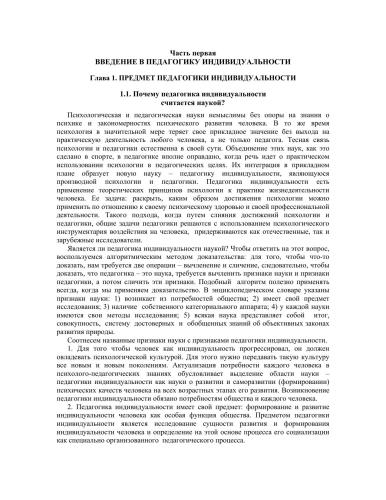 Часть первая
ВВЕДЕНИЕ В ПЕДАГОГИКУ ИНДИВИДУАЛЬНОСТИ
Глава 1. ПРЕДМЕТ ПЕДАГОГИКИ ИНДИВИДУАЛЬНОСТИ
1.1. Почему педагогика индивидуальности
считается наукой?
Психологическая и педагогическая науки немыслимы без опоры на знания о
психике и закономерностях психического развития человека. В то же время
психология в значительной мере теряет свое прикладное значение без выхода на
практическую деятельность любого человека, а не только педагога. Тесная связь
психологии и педагогики естественна в своей сути. Объединение этих наук, как это
сделано в спорте, в педагогике вполне оправдано, когда речь идет о практическом
использовании психологии в педагогических целях. Их интеграция в прикладном
плане образует новую науку – педагогику индивидуальности, являющуюся
производной психологии и педагогики. Педагогика индивидуальности есть
применение теоретических принципов психологии к практике жизнедеятельности
человека. Ее задача: раскрыть, каким образом достижения психологии можно
применить по отношению к своему психическому здоровью и своей профессиональной
деятельности. Такого подхода, когда путем слияния достижений психологии и
педагогики, общие задачи педагогики решаются с использованием психологического
инструментария воздействия на человека, придерживаются как отечественные, так и
зарубежные исследователи.
Является ли педагогика индивидуальности наукой? Чтобы ответить на этот вопрос,
воспользуемся алгоритмическим методом доказательства: для того, чтобы что-то
доказать, нам требуется две операции – вычленение и сличение, следовательно, чтобы
доказать, что педагогика – это наука, требуется вычленить признаки науки и признаки
педагогики, а потом сличить эти признаки. Подобный алгоритм полезно применять
всегда, когда мы применяем доказательство. В энциклопедическом словаре указаны
признаки науки: 1) возникает из потребностей общества; 2) имеет свой предмет
исследования; 3) наличие собственного категориального аппарата; 4) у каждой науки
имеются свои методы исследования; 5) всякая наука представляет собой итог,
совокупность, систему достоверных и обобщенных знаний об объективных законах
развития природы.
Соотнесем названные признаки науки с признаками педагогики индивидуальности.
1. Для того чтобы человек как индивидуальность прогрессировал, он должен
овладевать психологической культурой. Для этого нужно передавать такую культуру
все новым и новым поколениям. Актуализация потребности каждого человека в
психолого-педагогических знаниях обусловливает выделение области науки –
педагогики индивидуальности как науки о развитии и саморазвитии (формировании)
психических качеств человека на всех возрастных этапах его развития. Возникновение
педагогики индивидуальности обязано потребностям общества и каждого человека.
2. Педагогика индивидуальности имеет свой предмет: формирование и развитие
индивидуальности человека как особая функция общества. Предметом педагогики
индивидуальности является исследование сущности развития и формирования
индивидуальности человека и определение на этой основе процесса его социализации
как специально организованного педагогического процесса.